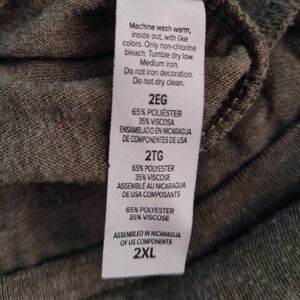 Machine wash warm,
inside out, with like
colors. Only non-chlorine
bleach. Tumble dry low.
Medium iron.
Do not iron decoration.
Do not dry clean.
2EG
65% POLIÉSTER
35% VISCOSA
ENSAMBLADO EN NICARAGUA
DE COMPONENTES DE USA
2TG
65% POLYESTER
35% VISCOSE
ASSEMBLÉ AU NICARAGUA
DE USA COMPOSANTS
65% POLYESTER
35% VISCOSE
ASSEMBLED IN NICARAGUA
OF US COMPONENTS
2XL